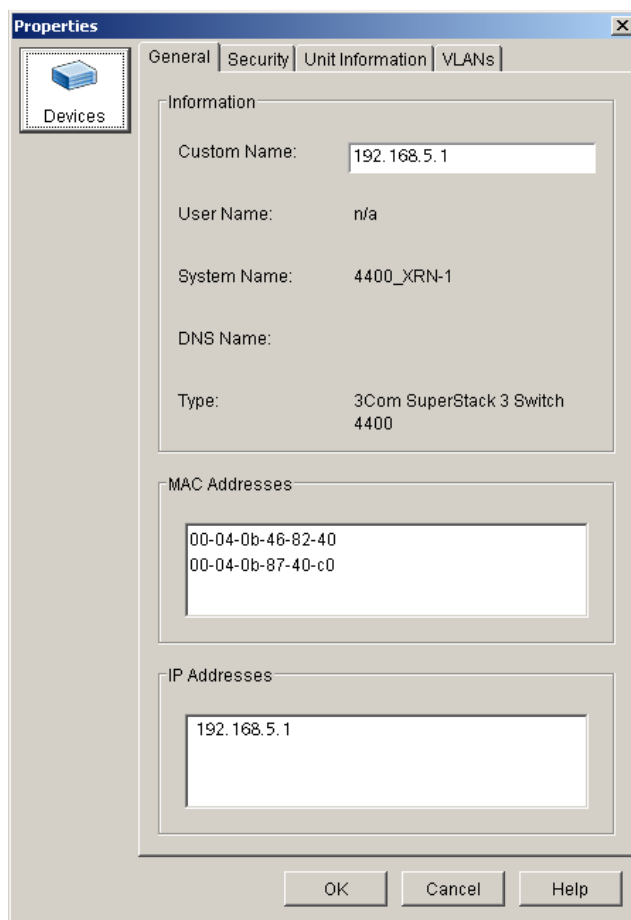 Properties
Devices
General Security Unit Information VLANs
Information
Custom Name: 192.168.5.1
User Name: n/a
System Name: 4400_XRN-1
DNS Name:
Type: 3Com SuperStack 3 Switch
4400
MAC Addresses
00-04-0b-46-82-40
00-04-0b-87-40-c0
IP Addresses
192.168.5.1
OK Cancel Help